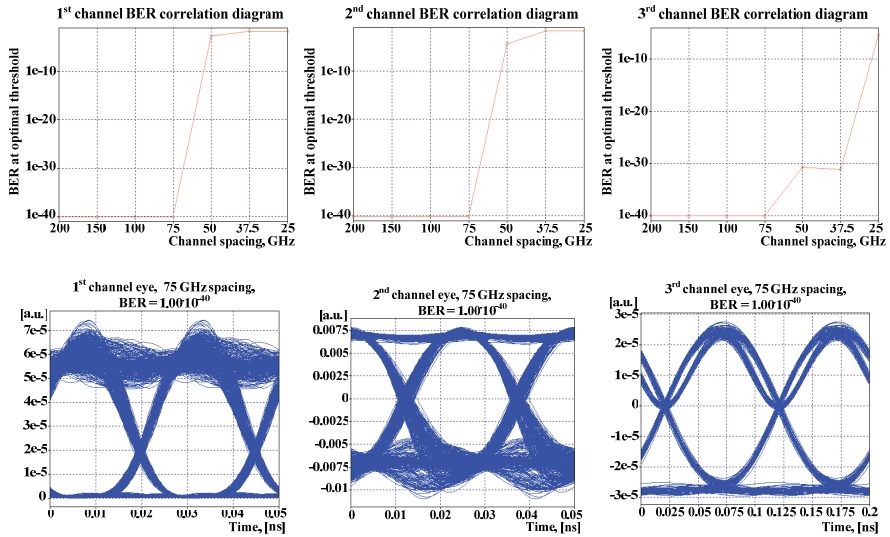 1st channel BER correlation diagram
BER at optimal threshold
1e-10
1e-20
1e-30
1e-40
200 150 100 75 50 37.5 25
Channel spacing, GHz
2nd channel BER correlation diagram
BER at optimal threshold
1e-10
1e-20
1e-30
1e-40
200 150 100 75 50 37.5 25
Channel spacing, GHz
3rd channel BER correlation diagram
BER at optimal threshold
1e-10
1e-20
1e-30
1e-40
200 150 100 75 50 37.5 25
Channel spacing, GHz
1st channel eye, 75 GHz spacing,
BER = 1.00·10-40
[a.u.]
7e-5
6e-5
5e-5
4e-5
3e-5
2e-5
1e-5
0
0 0.01 0.02 0.03 0.04 0.05
Time, [ns]
2nd channel eye, 75 GHz spacing,
BER = 1.00·10-40
[a.u.]
0.0075
0.005
0.0025
0
-0.0025
-0.005
-0.0075
-0.01
0 0.01 0.02 0.03 0.04 0.05
Time, [ns]
3rd channel eye, 75 GHz spacing,
BER = 1.00·10-40
[a.u.]
3e-5
2e-5
1e-5
0
-1e-5
-2e-5
-3e-5
0 0.025 0.05 0.075 0.1 0.125 0.15 0.175 0.2
Time, [ns]